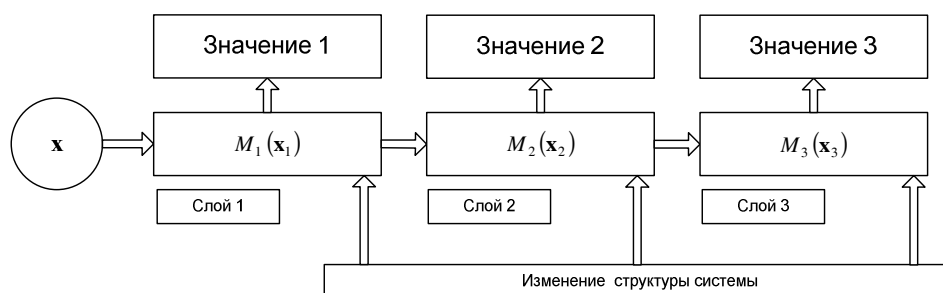 Значение 1 Значение 2 Значение 3
x M₁(x₁) M₂(x₂) M₃(x₃)
Слой 1 Слой 2 Слой 3
Изменение структуры системы